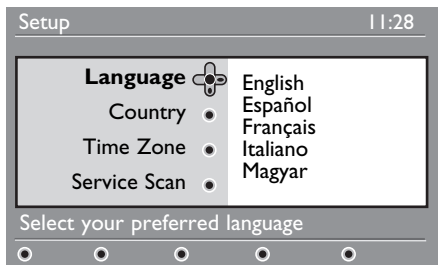 Setup 11:28
Language
Country
Time Zone
Service Scan
English
Español
Français
Italiano
Magyar
Select your preferred language